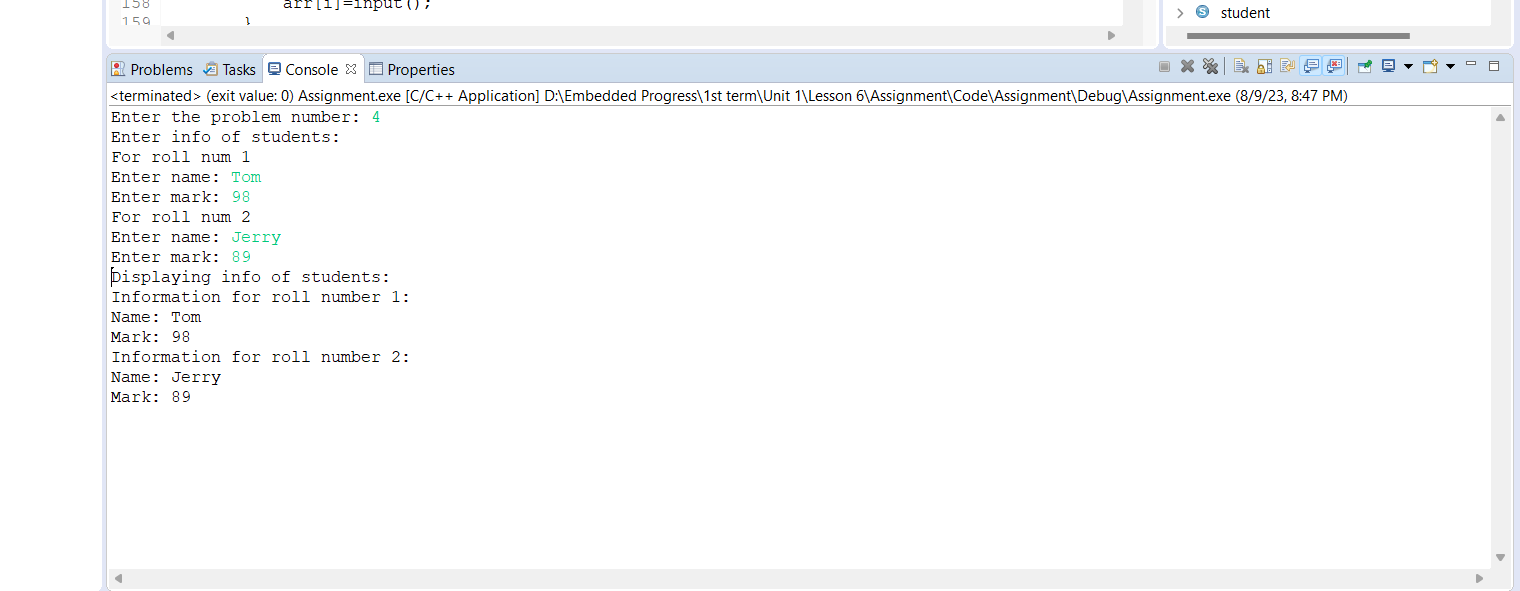 158 arr[i]=input();
159 }
student
Problems Tasks Console Properties
<terminated> (exit value: 0) Assignment.exe [C/C++ Application] D:\Embedded Progress\1st term\Unit 1\Lesson 6\Assignment\Code\Assignment\Debug\Assignment.exe (8/9/23, 8:47 PM)
Enter the problem number: 4
Enter info of students:
For roll num 1
Enter name: Tom
Enter mark: 98
For roll num 2
Enter name: Jerry
Enter mark: 89
Displaying info of students:
Information for roll number 1:
Name: Tom
Mark: 98
Information for roll number 2:
Name: Jerry
Mark: 89